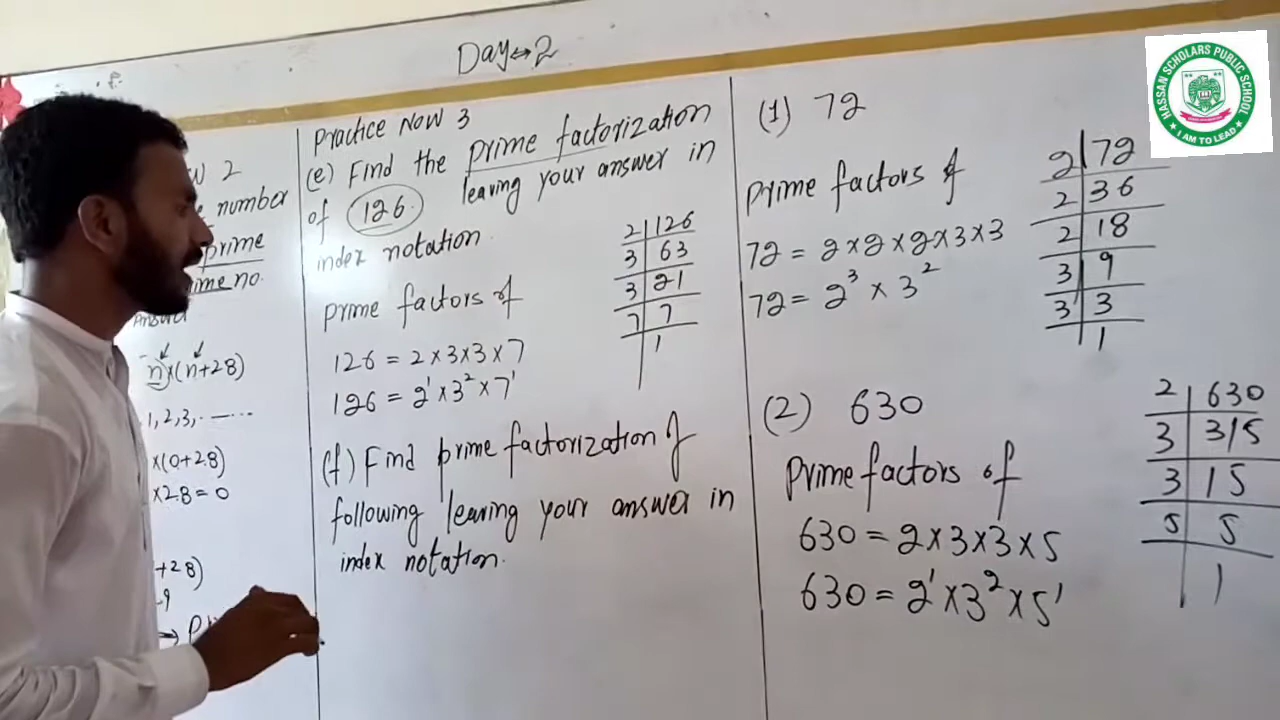 Day↔2
2
number
prime
me no.
Answer
n×(n+28)
1, 2, 3, ......
×(0+28)
×28 = 0
+28)
Practice Now 3
(e) Find the prime factorization
of 126 leaving your answer in
index notation.
2 | 126
3 | 63
3 | 21
7 | 7
1
prime factors of
126 = 2×3×3×7
126 = 2¹×3²×7¹
(f) Find prime factorization of
following leaving your answer in
index notation.
(1) 72
2 | 72
2 | 36
2 | 18
3 | 9
3 | 3
1
Prime factors of
72 = 2×2×2×3×3
72 = 2³ × 3²
(2) 630
2 | 630
3 | 315
3 | 15
5 | 5
1
Prime factors of
630 = 2×3×3×5
630 = 2¹×3²×5¹
HASSAN SCHOLARS PUBLIC SCHOOL
I AM TO LEAD